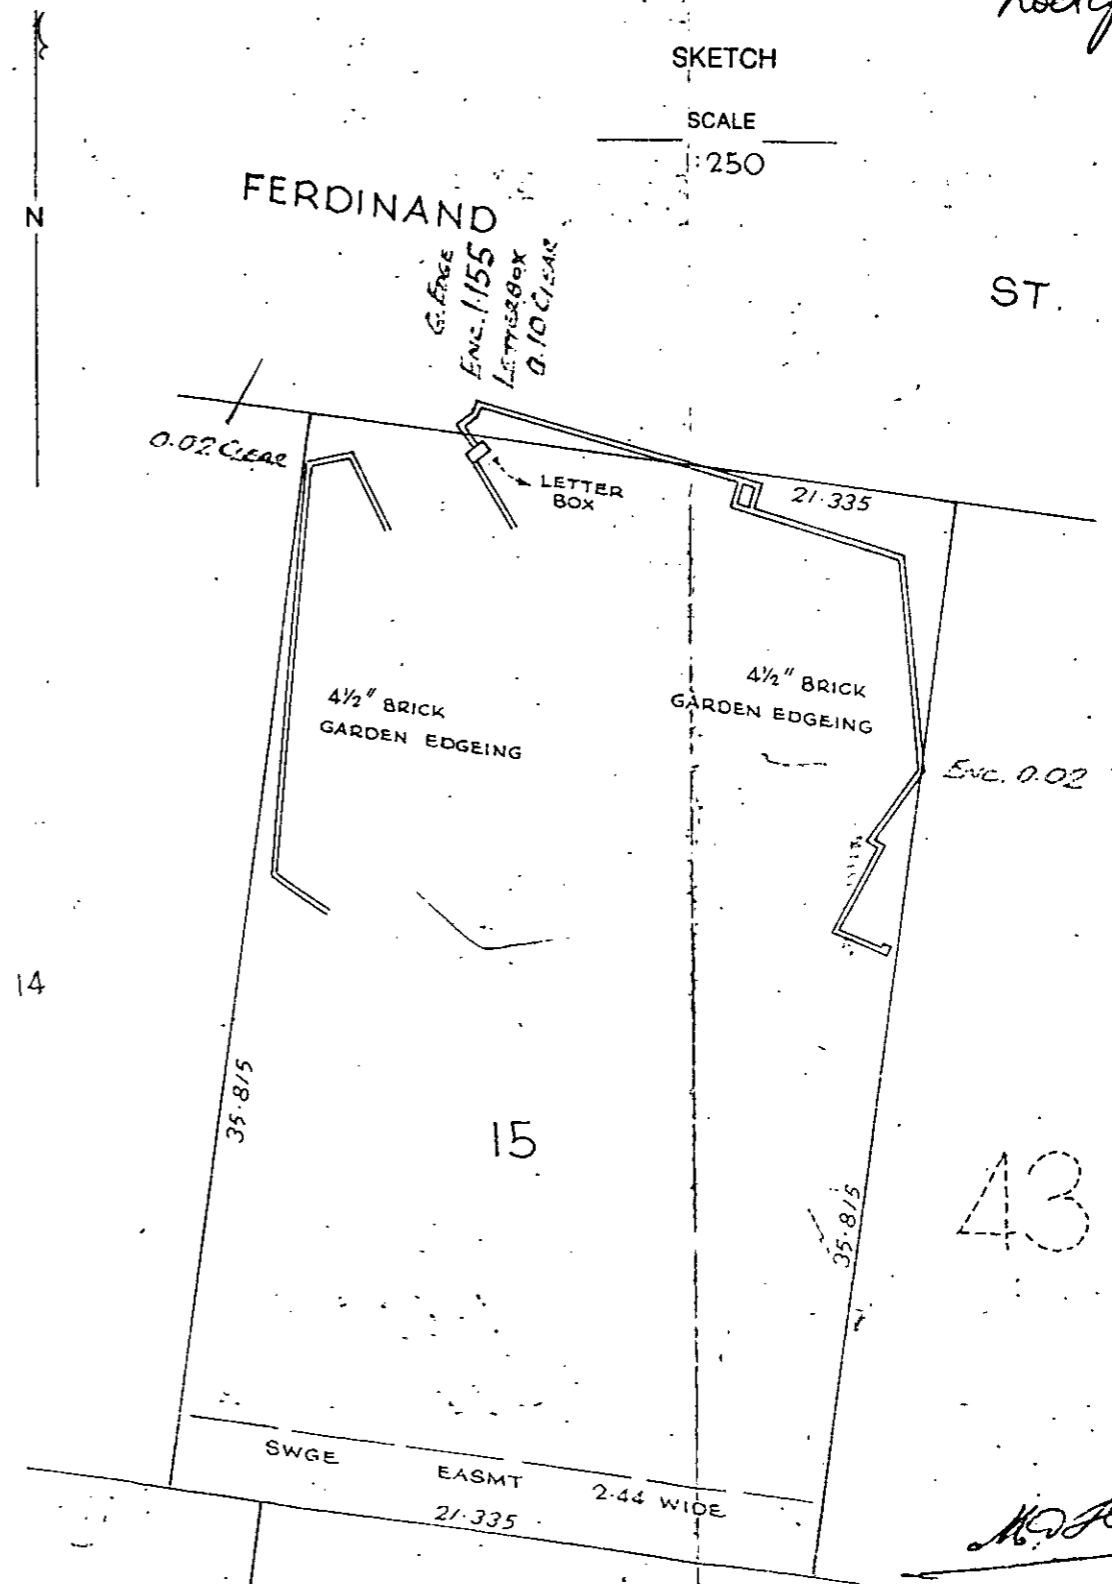 SKETCH
SCALE
1:250
N
FERDINAND
ST.
G. EDGE
ENC. 1.155
LETTERBOX
0.10 CLEAR
0.02 CLEAR
LETTER
BOX
21.335
4½" BRICK
GARDEN EDGEING
4½" BRICK
GARDEN EDGEING
ENC. 0.02
14
35.815
15
43
35.815
SWGE EASMT 2.44 WIDE
21.335